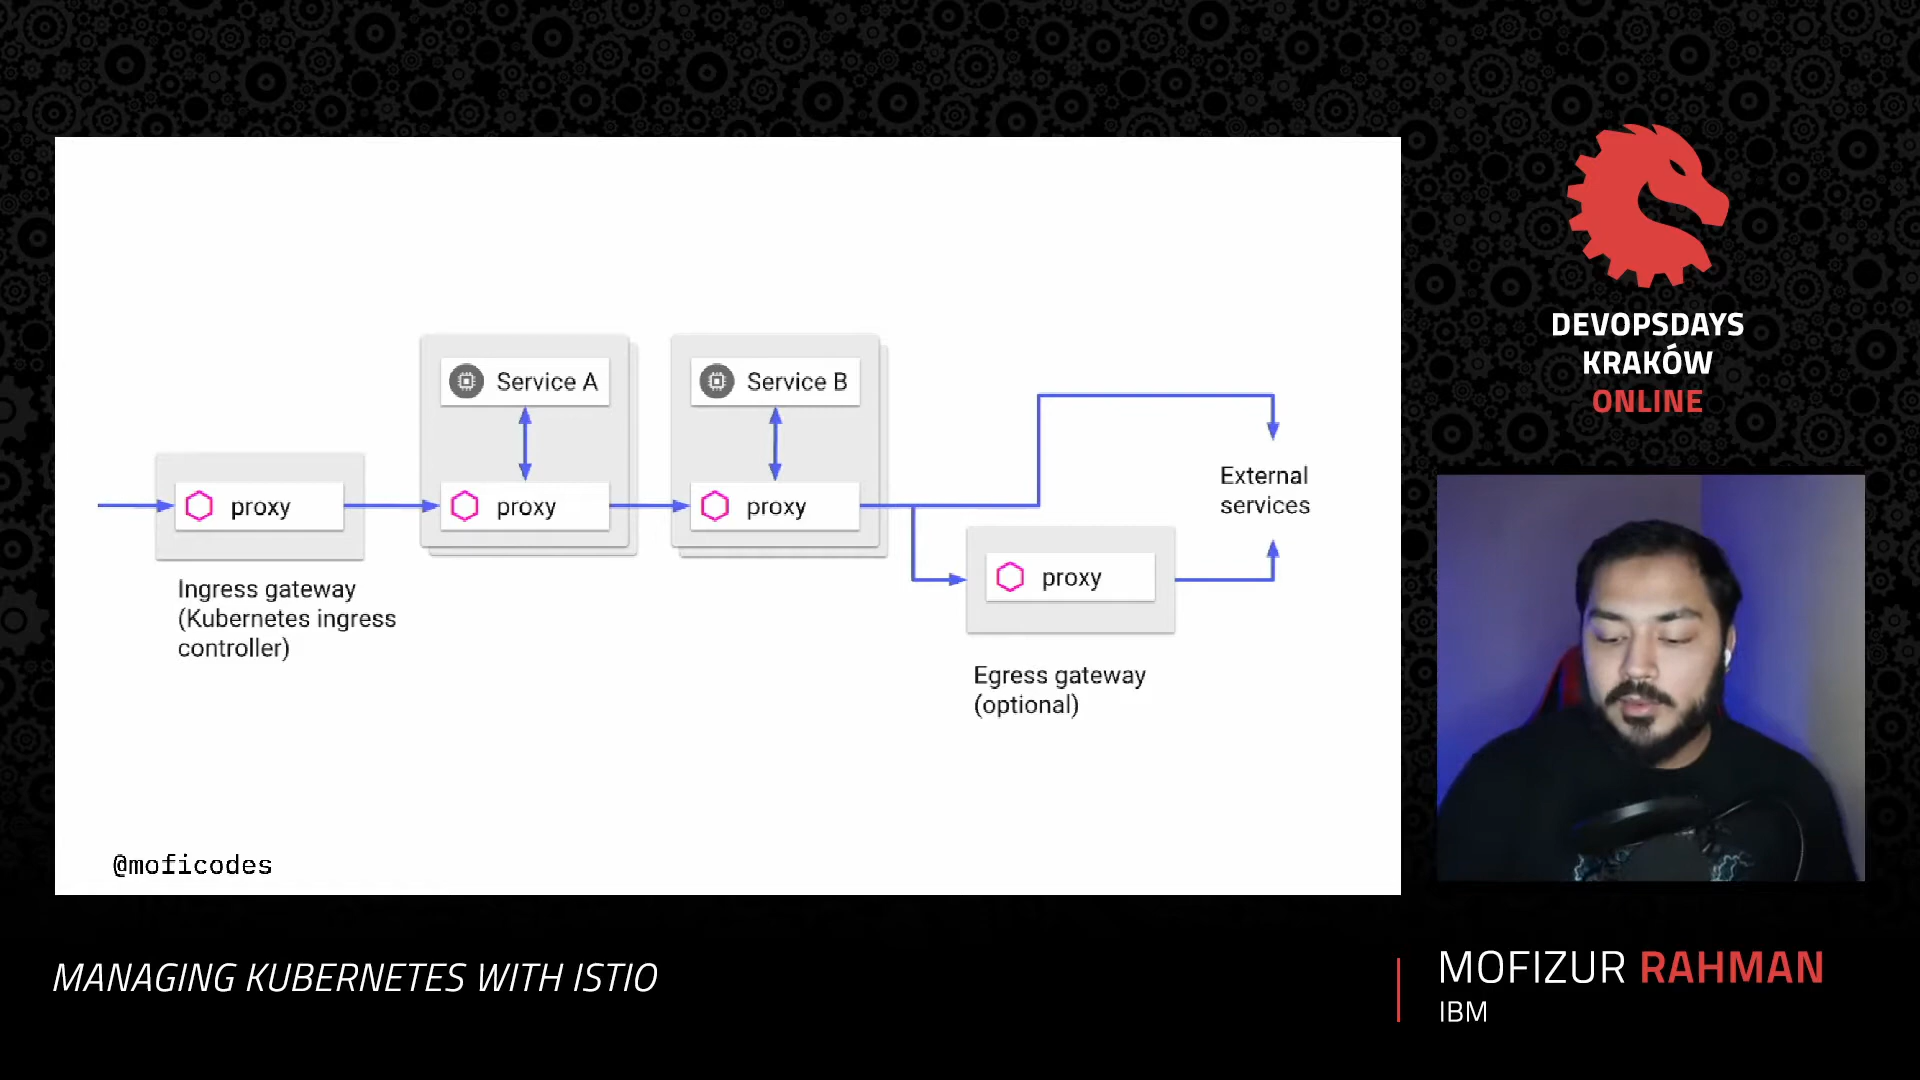 Service A
Service B
proxy
proxy
proxy
External
services
proxy
Ingress gateway
(Kubernetes ingress
controller)
Egress gateway
(optional)
@moficodes
DEVOPSDAYS
KRAKÓW
ONLINE
MANAGING KUBERNETES WITH ISTIO
MOFIZUR RAHMAN
IBM